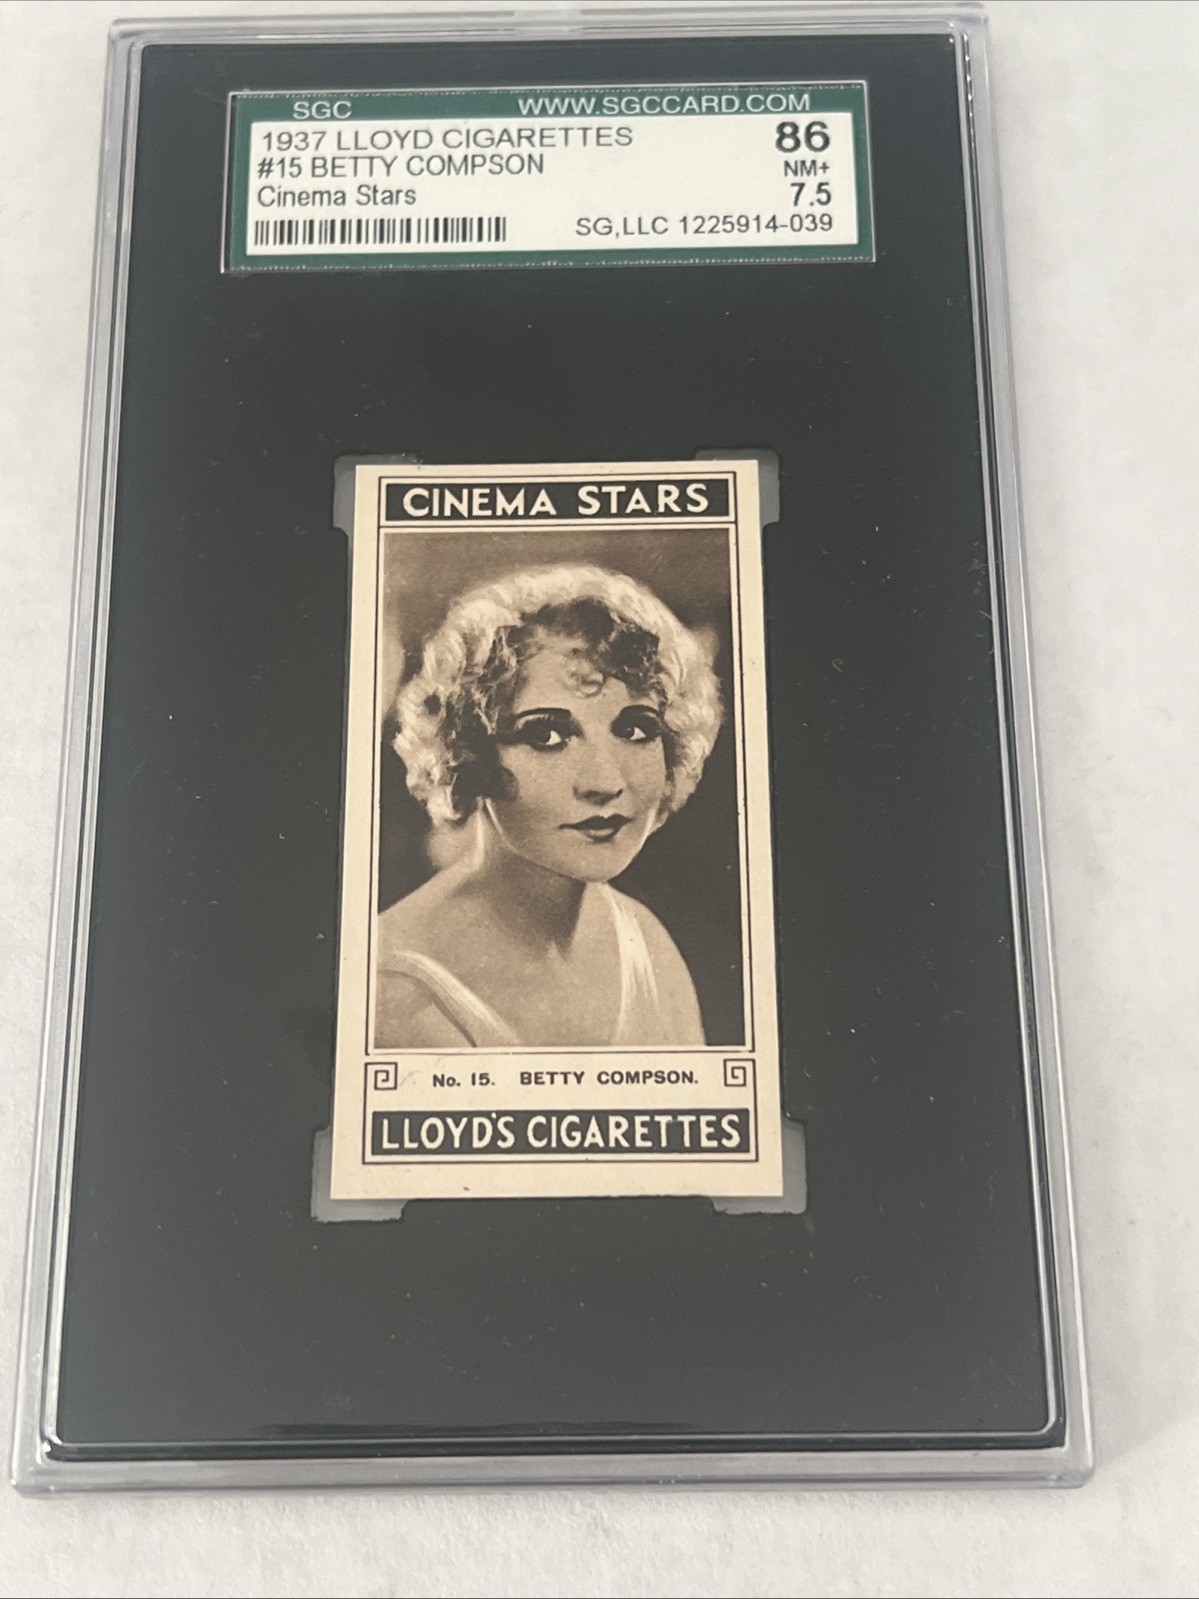 SGC WWW.SGCCARD.COM
1937 LLOYD CIGARETTES 86
#15 BETTY COMPSON NM+
Cinema Stars 7.5
SG,LLC 1225914-039
CINEMA STARS
No. 15. BETTY COMPSON.
LLOYD'S CIGARETTES